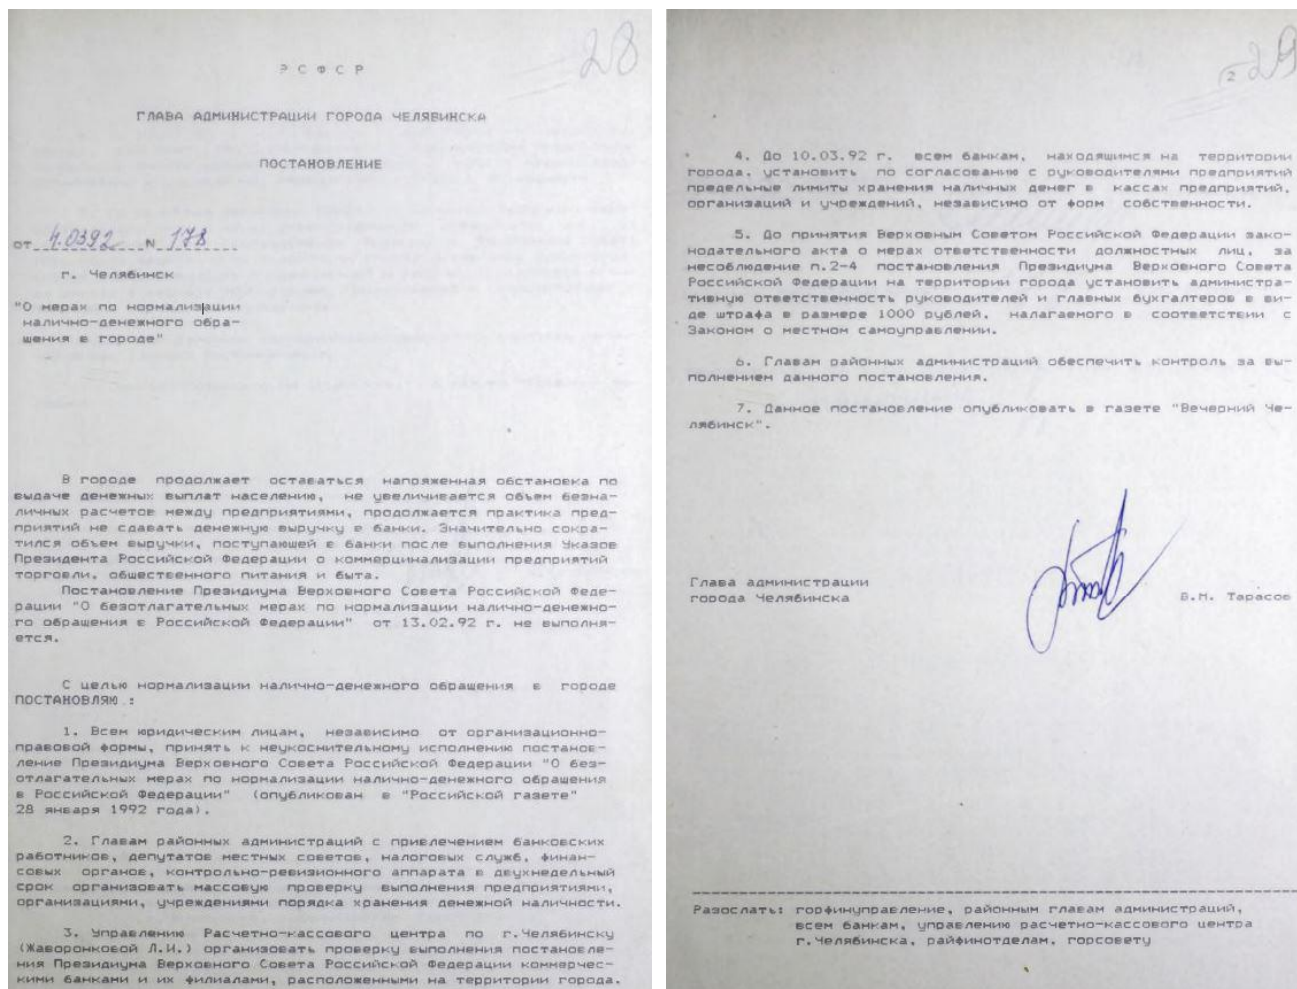 28
Р С Ф С Р
ГЛАВА АДМИНИСТРАЦИИ ГОРОДА ЧЕЛЯБИНСКА
ПОСТАНОВЛЕНИЕ
от 4.0392 N 178
г. Челябинск
"О мерах по нормализации
налично-денежного обра-
щения в городе"
В городе продолжает оставаться напряженная обстановка по
выдаче денежных выплат населению, не увеличивается объем безна-
личных расчетов между предприятиями, продолжается практика пред-
приятий не сдавать денежную выручку в банки. Значительно сокра-
тился объем выручки, поступающей в банки после выполнения Указов
Президента Российской Федерации о коммерцинализации предприятий
торговли, общественного питания и быта.
Постановление Президиума Верховного Совета Российской Феде-
рации "О безотлагательных мерах по нормализации налично-денежно-
го обращения в Российской Федерации" от 13.02.92 г. не выполня-
ется.
С целью нормализации налично-денежного обращения в городе
ПОСТАНОВЛЯЮ :
1. Всем юридическим лицам, независимо от организационно-
правовой формы, принять к неукоснительному исполнению постанов-
ление Президиума Верховного Совета Российской Федерации "О без-
отлагательных мерах по нормализации налично-денежного обращения
в Российской Федерации" (опубликован в "Российской газете"
28 января 1992 года).
2. Главам районных администраций с привлечением банковских
работников, депутатов местных советов, налоговых служб, финан-
совых органов, контрольно-ревизионного аппарата в двухнедельный
срок организовать массовую проверку выполнения предприятиями,
организациями, учреждениями порядка хранения денежной наличности.
3. Управлению Расчетно-кассового центра по г.Челябинску
(Жаворонковой Л.И.) организовать проверку выполнения постановле-
ния Президиума Верховного Совета Российской Федерации коммерчес-
кими банками и их филиалами, расположенными на территории города.
2 29
4. До 10.03.92 г. всем банкам, находящимся на территории
города, установить по согласованию с руководителями предприятий
предельные лимиты хранения наличных денег в кассах предприятий,
организаций и учреждений, независимо от форм собственности.
5. До принятия Верховным Советом Российской Федерации зако-
нодательного акта о мерах ответственности должностных лиц, за
несоблюдение п.2-4 постановления Президиума Верховного Совета
Российской Федерации на территории города установить администра-
тивную ответственность руководителей и главных бухгалтеров в ви-
де штрафа в размере 1000 рублей, налагаемого в соответствии с
Законом о местном самоуправлении.
6. Главам районных администраций обеспечить контроль за вы-
полнением данного постановления.
7. Данное постановление опубликовать в газете "Вечерний Че-
лябинск".
Глава администрации
города Челябинска В.М. Тарасов
Разослать: горфинуправление, районным главам администраций,
всем банкам, управлению расчетно-кассового центра
г.Челябинска, райфинотделам, горсовету